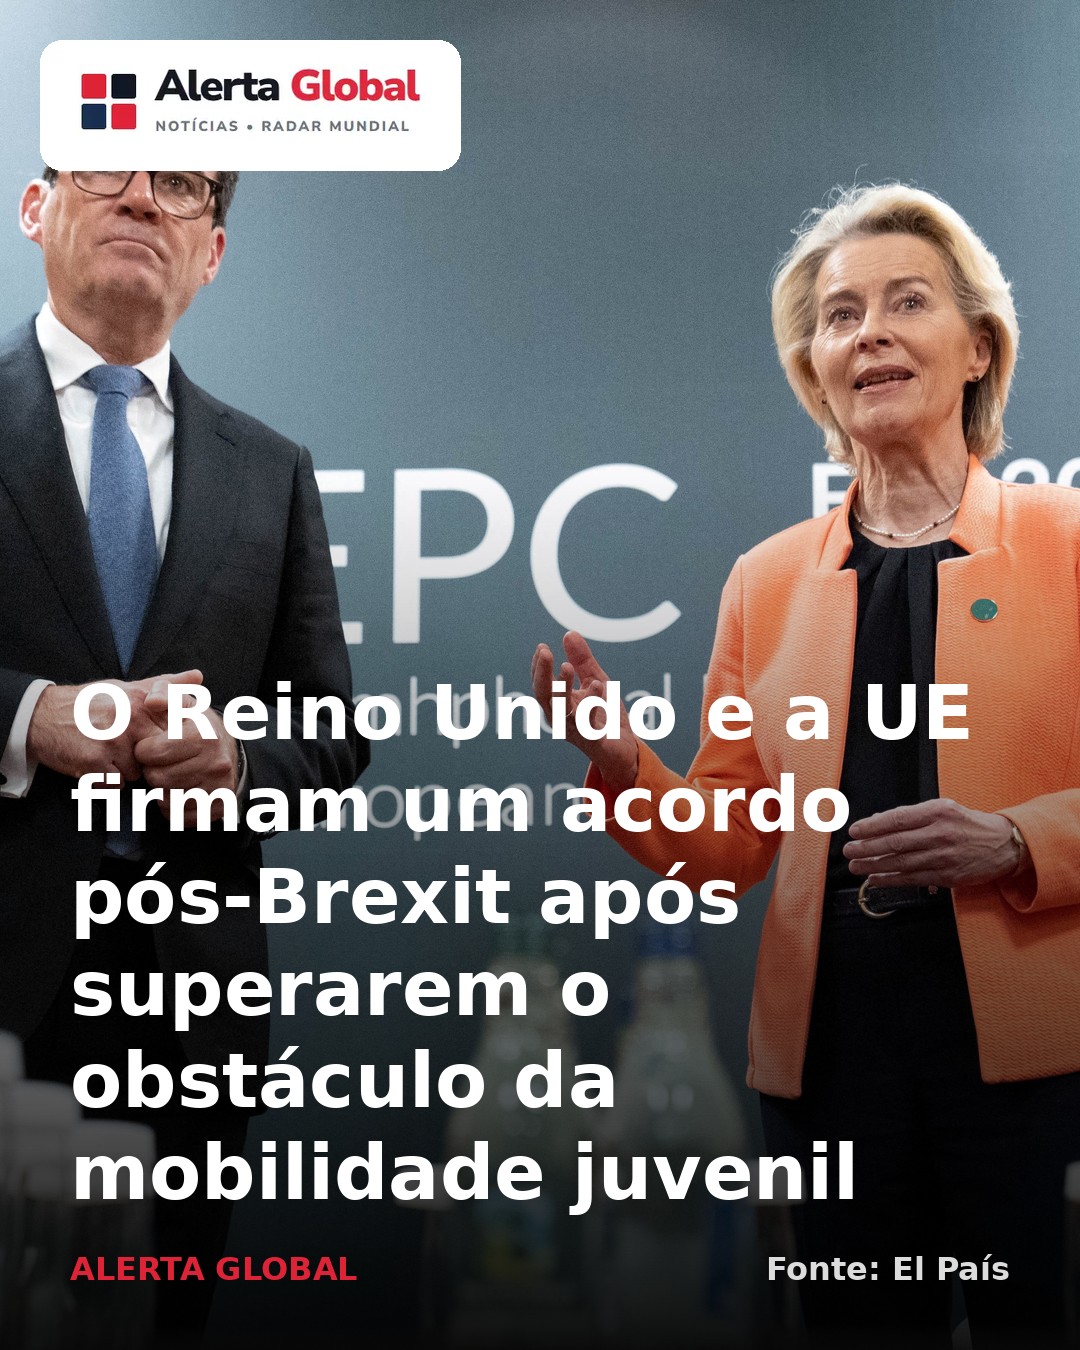 Alerta Global
NOTÍCIAS • RADAR MUNDIAL
EPC
O Reino Unido e a UE
firmam um acordo
pós-Brexit após
superarem o
obstáculo da
mobilidade juvenil
ALERTA GLOBAL
Fonte: El País